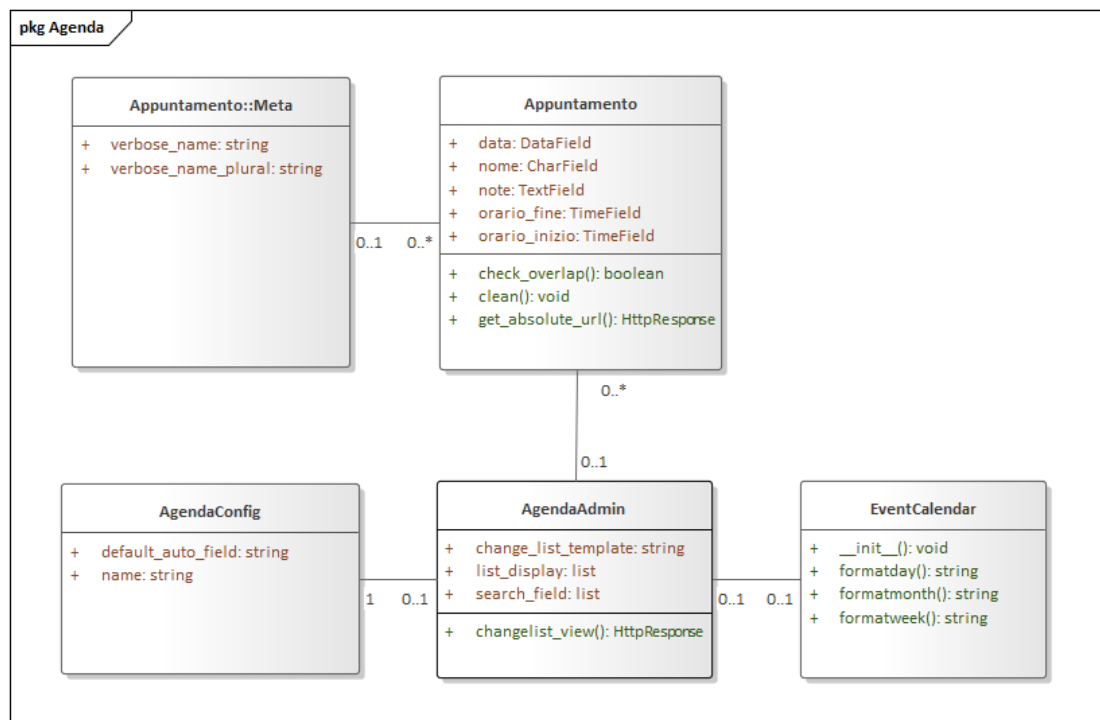 pkg Agenda
Appuntamento::Meta
+ verbose_name: string
+ verbose_name_plural: string
Appuntamento
+ data: DataField
+ nome: CharField
+ note: TextField
+ orario_fine: TimeField
+ orario_inizio: TimeField
+ check_overlap(): boolean
+ clean(): void
+ get_absolute_url(): HttpResponse
0..1 0..*
0..*
0..1
AgendaConfig
+ default_auto_field: string
+ name: string
1 0..1
AgendaAdmin
+ change_list_template: string
+ list_display: list
+ search_field: list
+ changelist_view(): HttpResponse
0..1 0..1
EventCalendar
+ __init__(): void
+ formatday(): string
+ formatmonth(): string
+ formatweek(): string